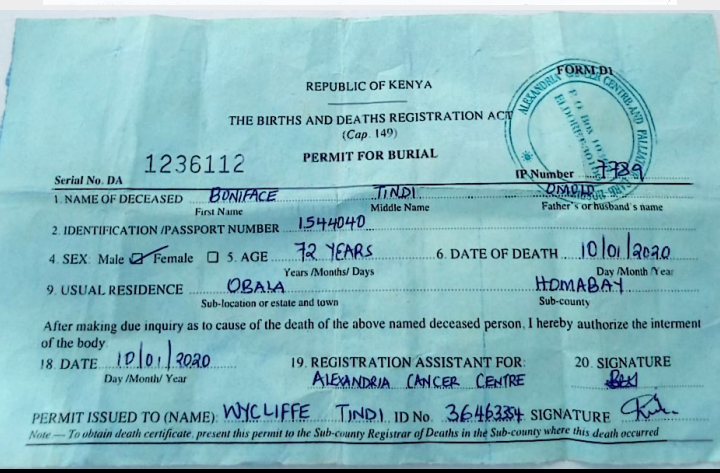 FORM D1
REPUBLIC OF KENYA
THE BIRTHS AND DEATHS REGISTRATION ACT
(Cap. 149)
PERMIT FOR BURIAL
ALEXANDRIA CANCER CENTRE AND
P. O. BOX
Serial No. DA 1236112 IP Number 7789
1. NAME OF DECEASED BONIFACE TINDI OMOLO
First Name Middle Name Father's or husband's name
2. IDENTIFICATION /PASSPORT NUMBER 1544040
4. SEX: Male ☑ Female ☐ 5. AGE 72 YEARS 6. DATE OF DEATH 10/01/2020
Years /Months/ Days Day /Month /Year
9. USUAL RESIDENCE OBALA HOMABAY
Sub-location or estate and town Sub-county
After making due inquiry as to cause of the death of the above named deceased person, I hereby authorize the interment
of the body.
18. DATE 10/01/2020 19. REGISTRATION ASSISTANT FOR: 20. SIGNATURE
Day /Month/ Year ALEXANDRIA CANCER CENTRE
PERMIT ISSUED TO (NAME): WYCLIFFE TINDI ID No. 36463354 SIGNATURE
Note — To obtain death certificate, present this permit to the Sub-county Registrar of Deaths in the Sub-county where this death occurred